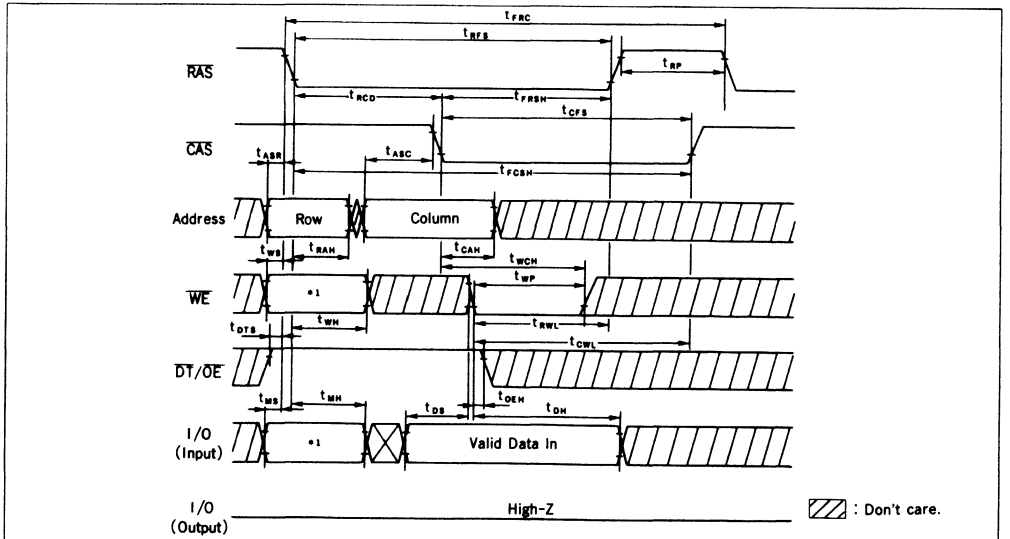 tFRC
tRFS
RAS
tRP
tRCD
tFRSH
tCFS
CAS
tASR
tASC
tFCSH
Address
Row
Column
tWS
tRAH
tCAH
tWCH
tWP
WE
*1
tWH
tRWL
tDTS
tCWL
DT/OE
tMS
tMH
tDS
tOEH
tDH
I/O
(Input)
*1
Valid Data In
I/O
(Output)
High-Z
: Don't care.